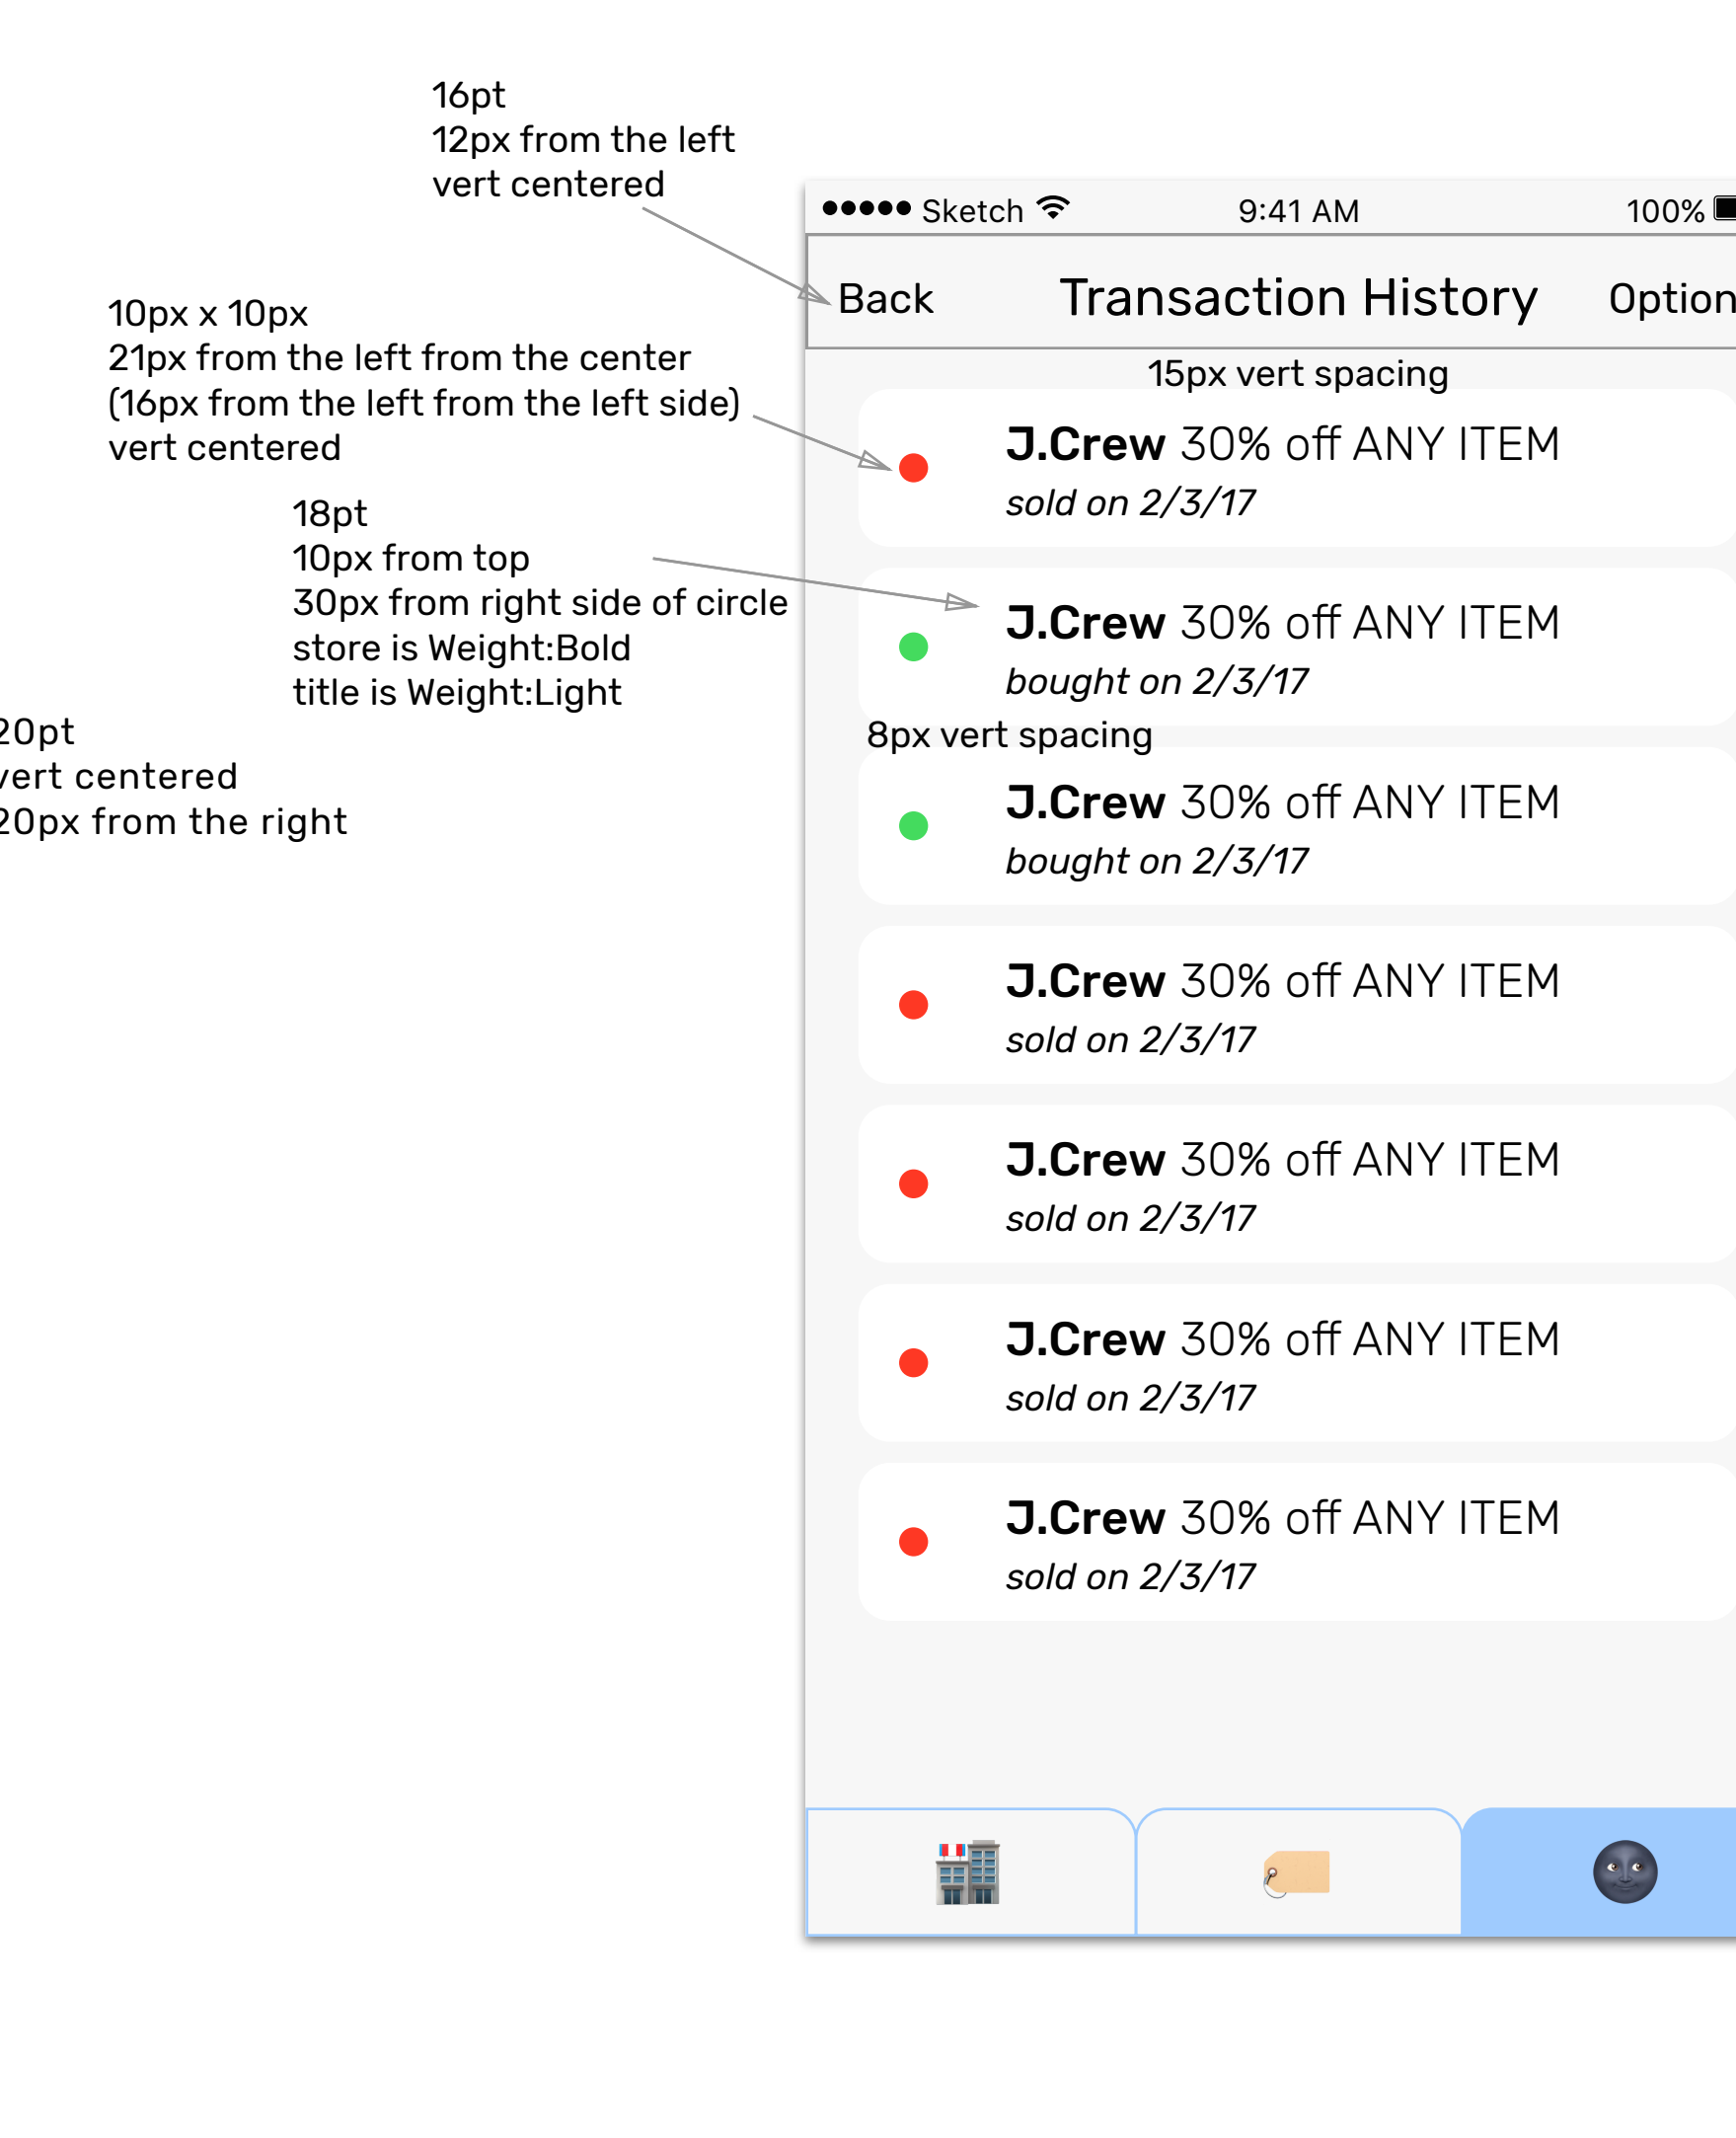 16pt
12px from the left
vert centered
10px x 10px
21px from the left from the center
(16px from the left from the left side)
vert centered
18pt
10px from top
30px from right side of circle
store is Weight:Bold
title is Weight:Light
20pt
vert centered
20px from the right
Sketch 9:41 AM 100%
Back Transaction History Option
15px vert spacing
J.Crew 30% off ANY ITEM
sold on 2/3/17
J.Crew 30% off ANY ITEM
bought on 2/3/17
8px vert spacing
J.Crew 30% off ANY ITEM
bought on 2/3/17
J.Crew 30% off ANY ITEM
sold on 2/3/17
J.Crew 30% off ANY ITEM
sold on 2/3/17
J.Crew 30% off ANY ITEM
sold on 2/3/17
J.Crew 30% off ANY ITEM
sold on 2/3/17